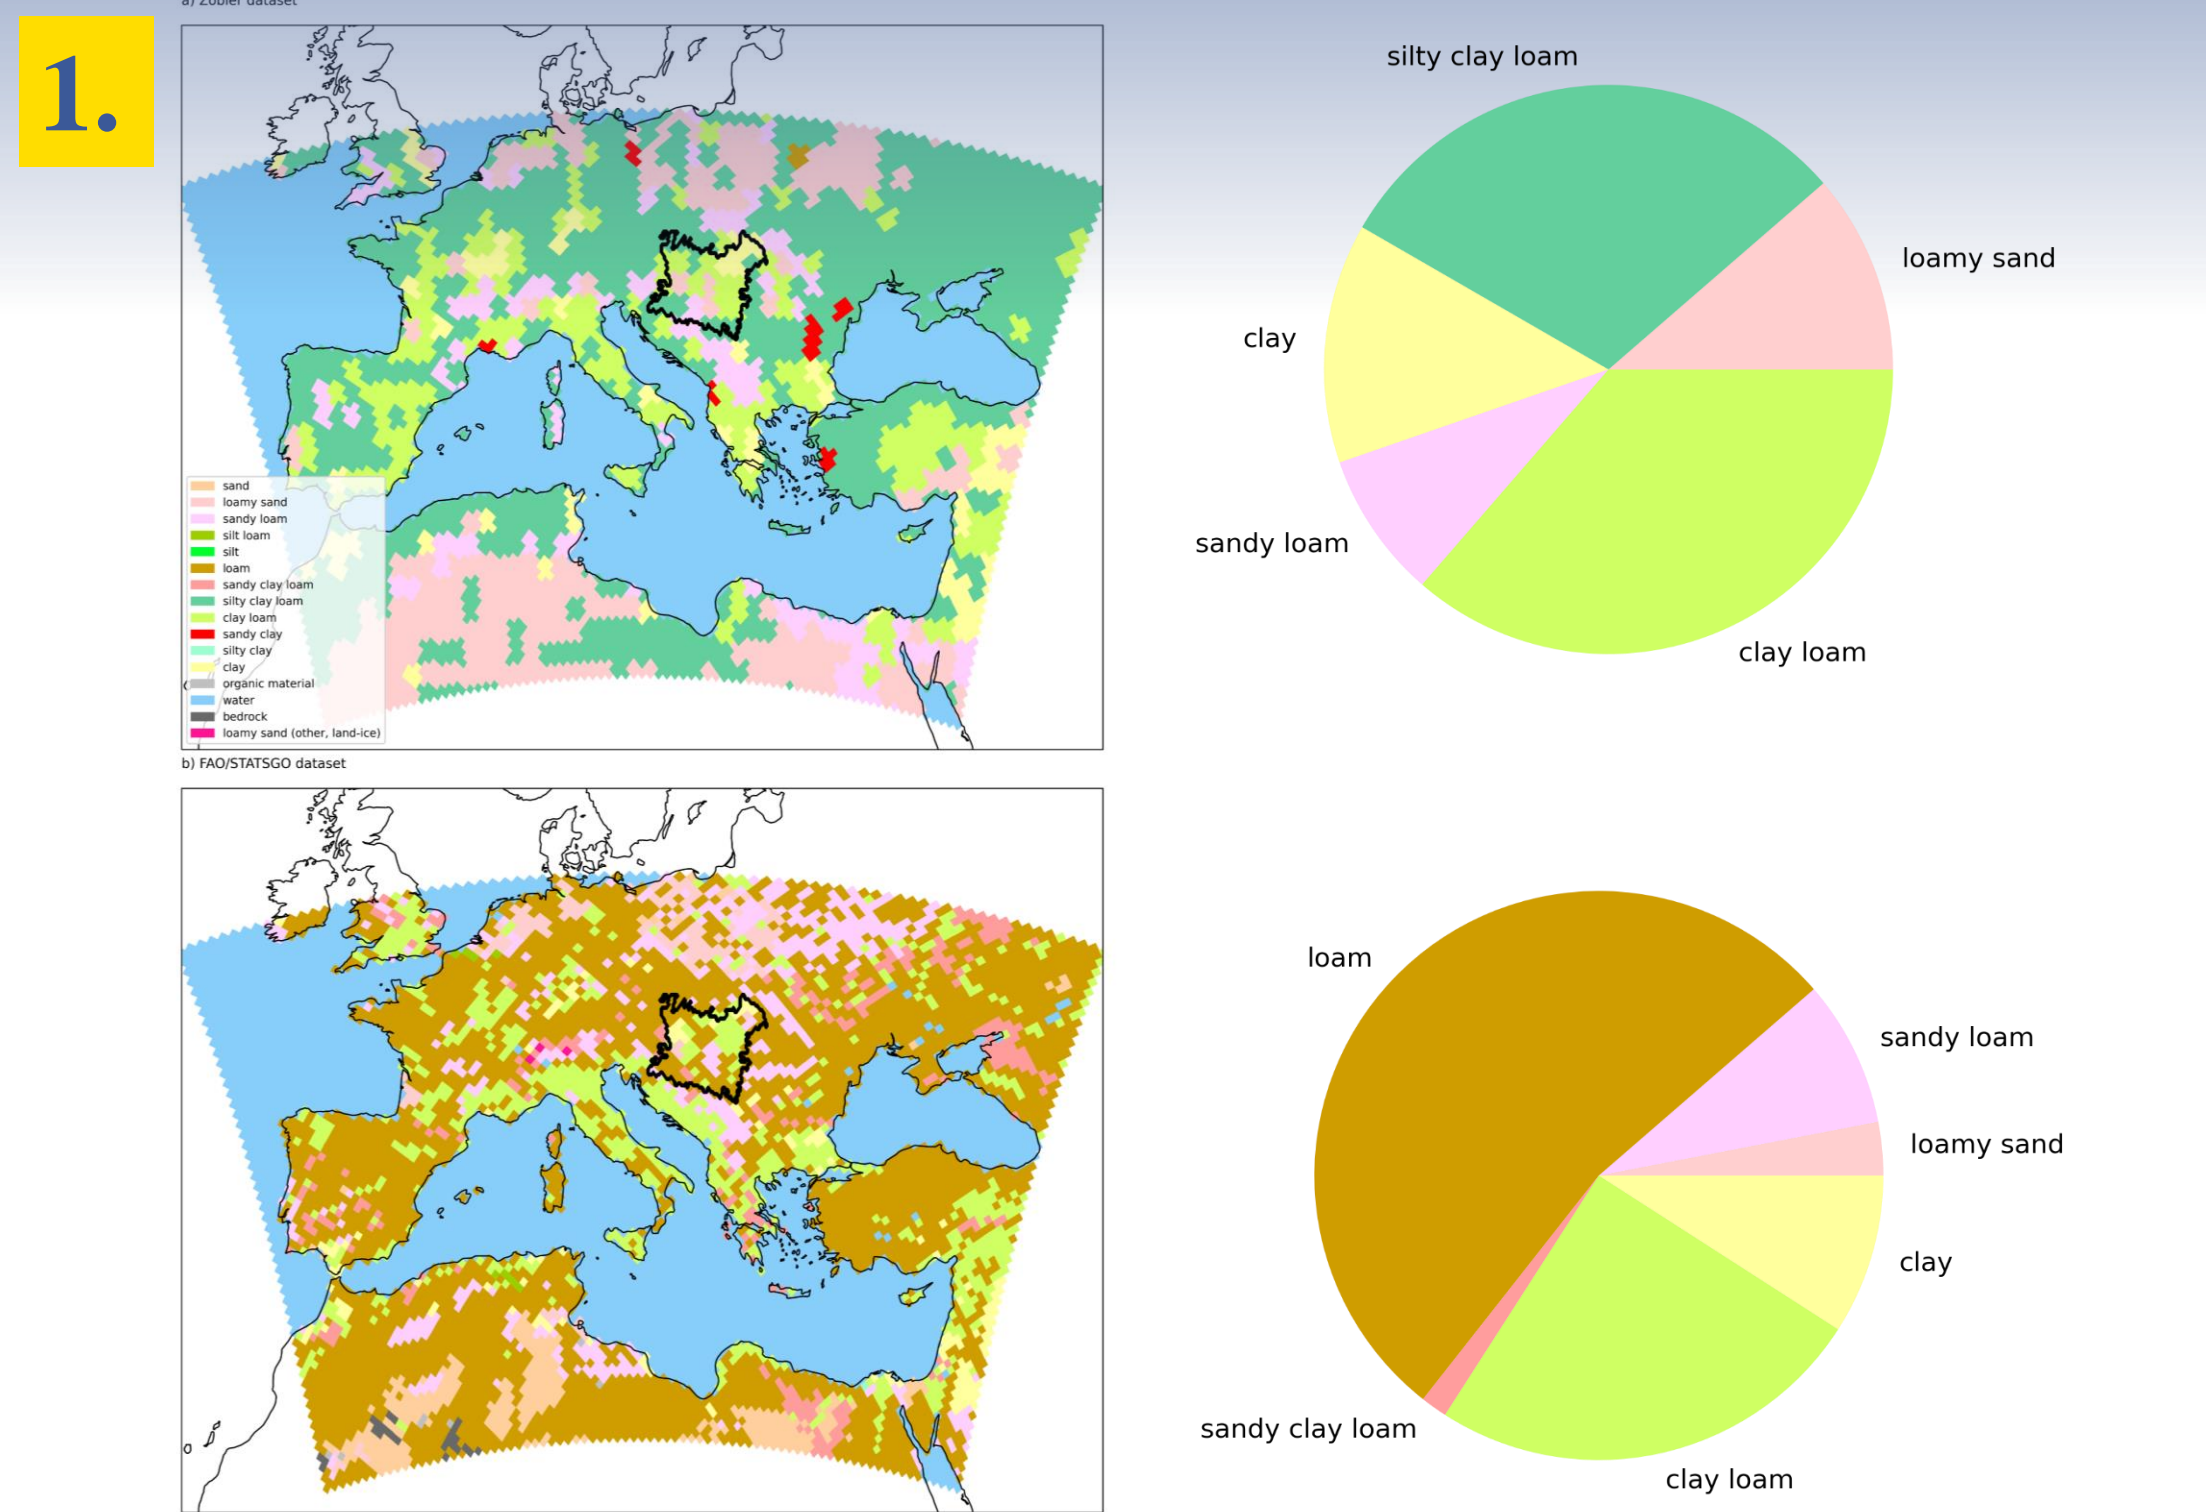 a) Zobler dataset
1.
silty clay loam
loamy sand
clay
sandy loam
clay loam
sand
loamy sand
sandy loam
silt loam
silt
loam
sandy clay loam
silty clay loam
clay loam
sandy clay
silty clay
clay
organic material
water
bedrock
loamy sand (other, land-ice)
b) FAO/STATSGO dataset
loam
sandy loam
loamy sand
clay
sandy clay loam
clay loam